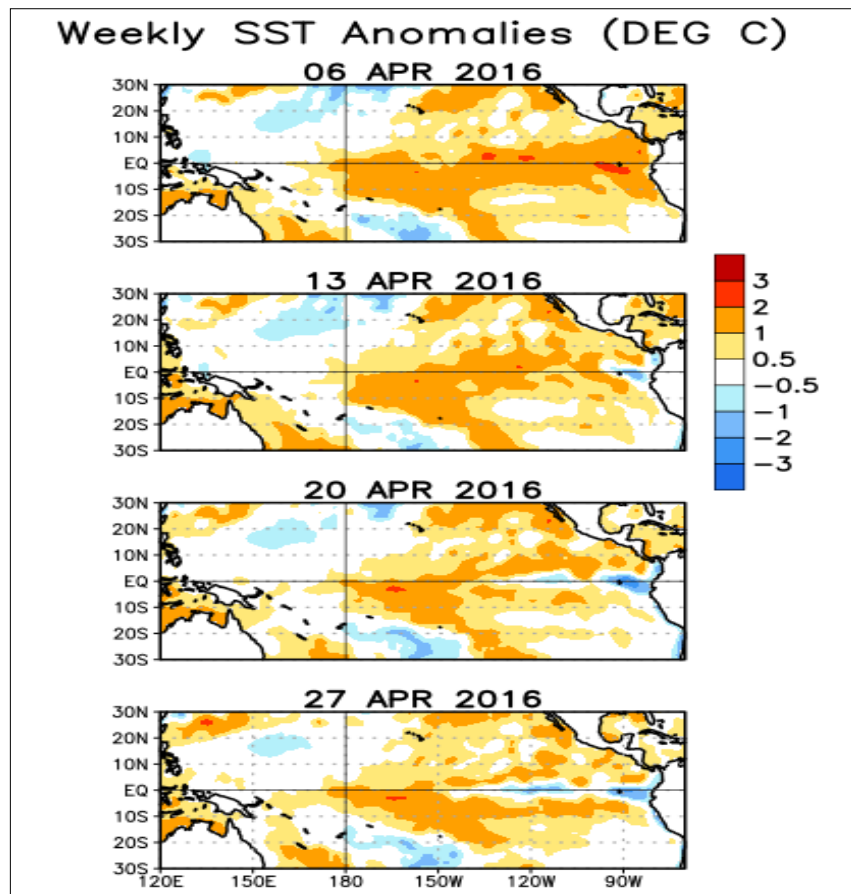 Weekly SST Anomalies (DEG C)
06 APR 2016
30N
20N
10N
EQ
10S
20S
30S
13 APR 2016
30N
20N
10N
EQ
10S
20S
30S
3
2
1
0.5
−0.5
−1
−2
−3
20 APR 2016
30N
20N
10N
EQ
10S
20S
30S
27 APR 2016
30N
20N
10N
EQ
10S
20S
30S
120E 150E 180 150W 120W 90W